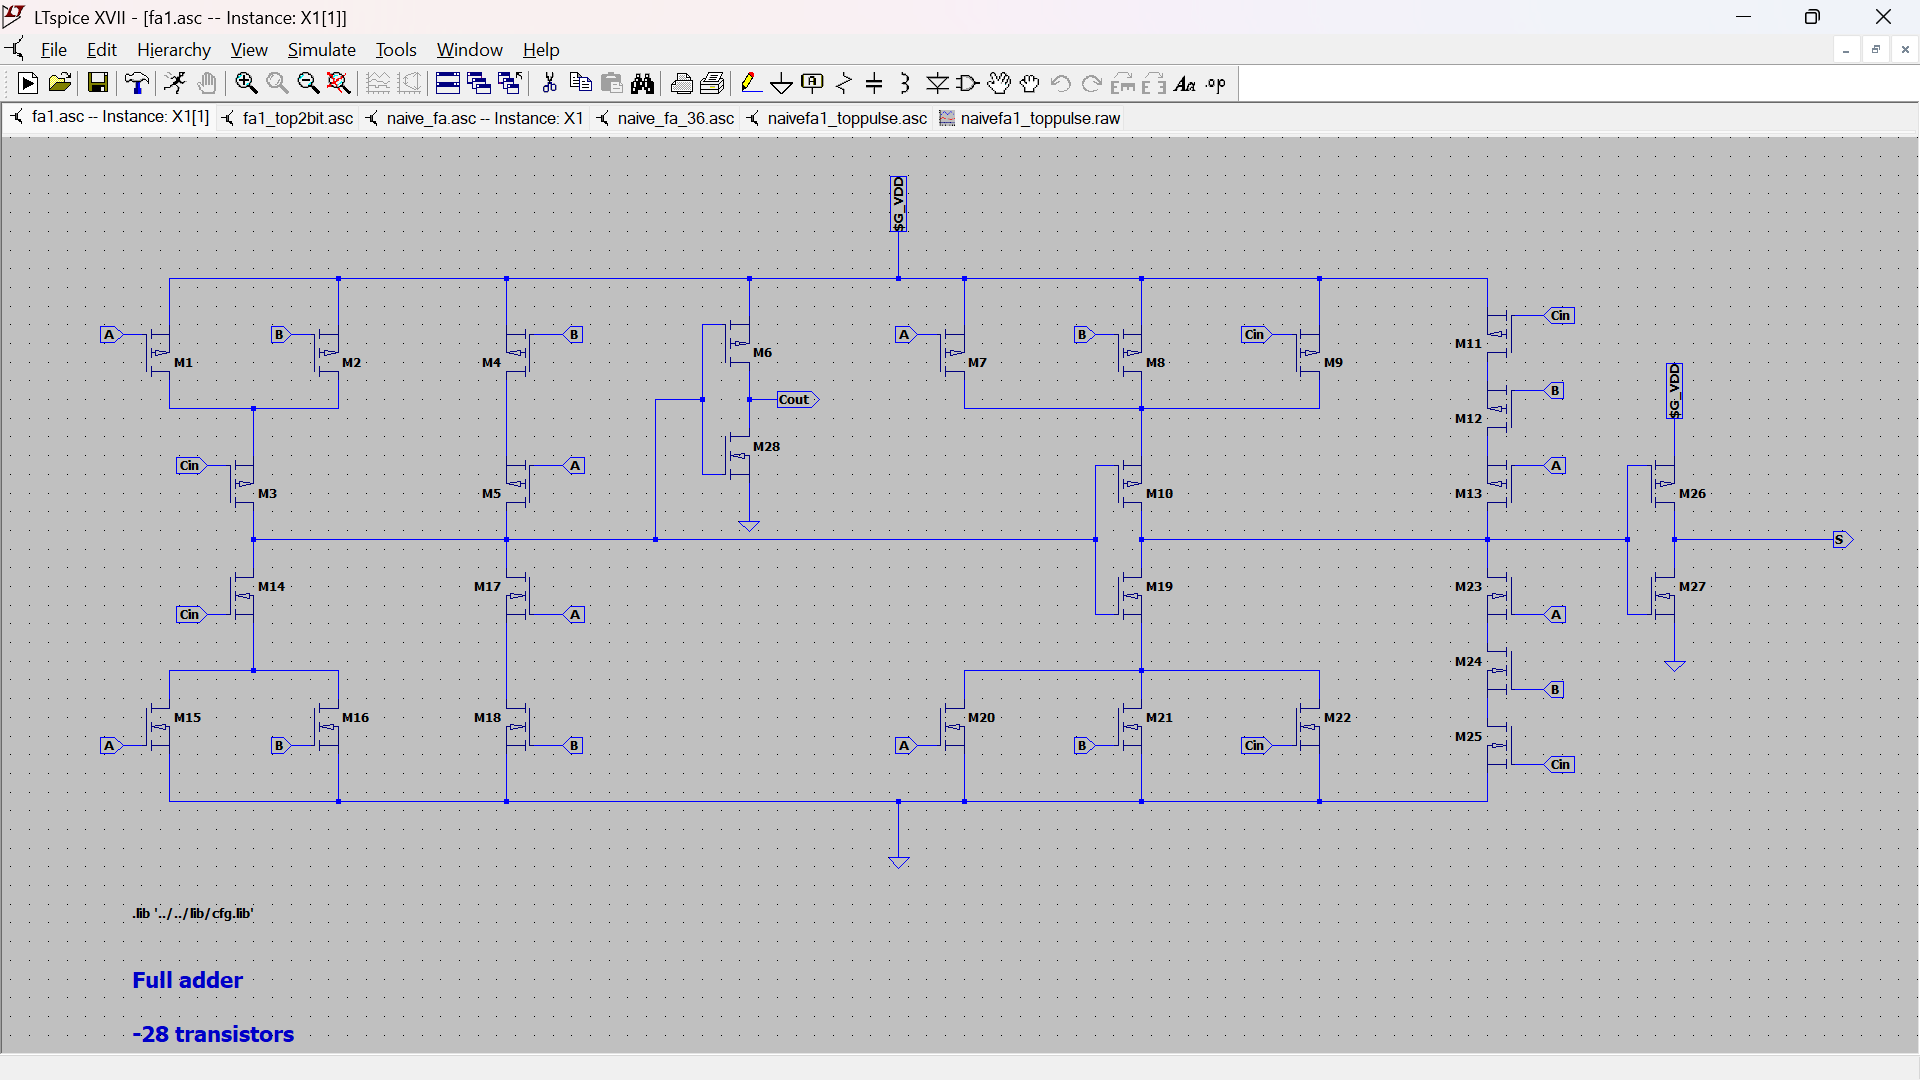 LTspice XVII - [fa1.asc -- Instance: X1[1]]
File Edit Hierarchy View Simulate Tools Window Help
.op
fa1.asc -- Instance: X1[1] fa1_top2bit.asc naive_fa.asc -- Instance: X1 naive_fa_36.asc naivefa1_toppulse.asc naivefa1_toppulse.raw
$G_VDD
Cin
A B B A B Cin
M11
M6
M1 M2 M4 M7 M8 M9
$G_VDD
B
Cout
M12
M28
Cin A A
M3 M5 M10 M13 M26
S
M14 M17 M19 M23 M27
Cin A A
M24
B
M15 M16 M18 M20 M21 M22
M25
A B B A B Cin
Cin
.lib '../../lib/cfg.lib'
Full adder
-28 transistors